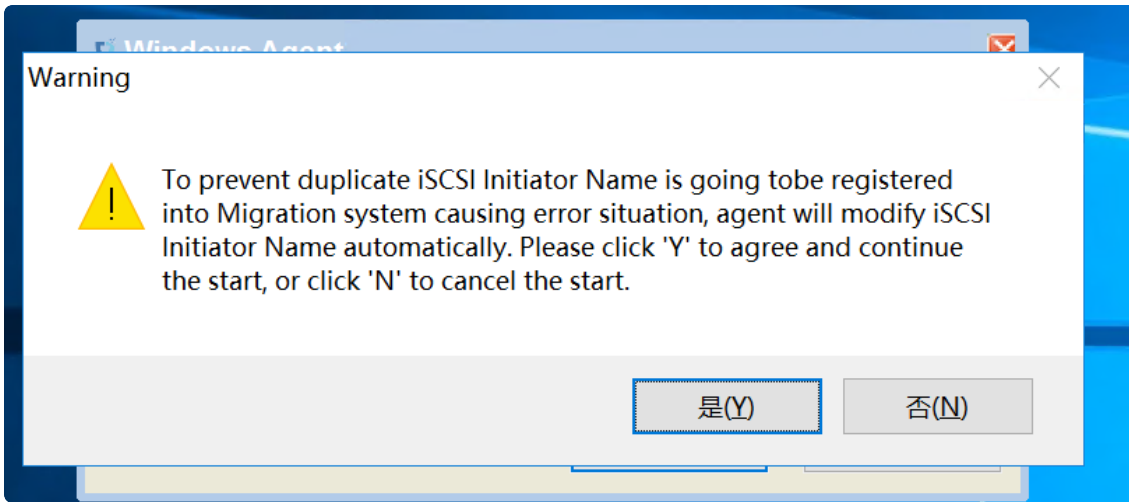 Windows Agent
Warning
To prevent duplicate iSCSI Initiator Name is going tobe registered
into Migration system causing error situation, agent will modify iSCSI
Initiator Name automatically. Please click 'Y' to agree and continue
the start, or click 'N' to cancel the start.
是(Y)
否(N)